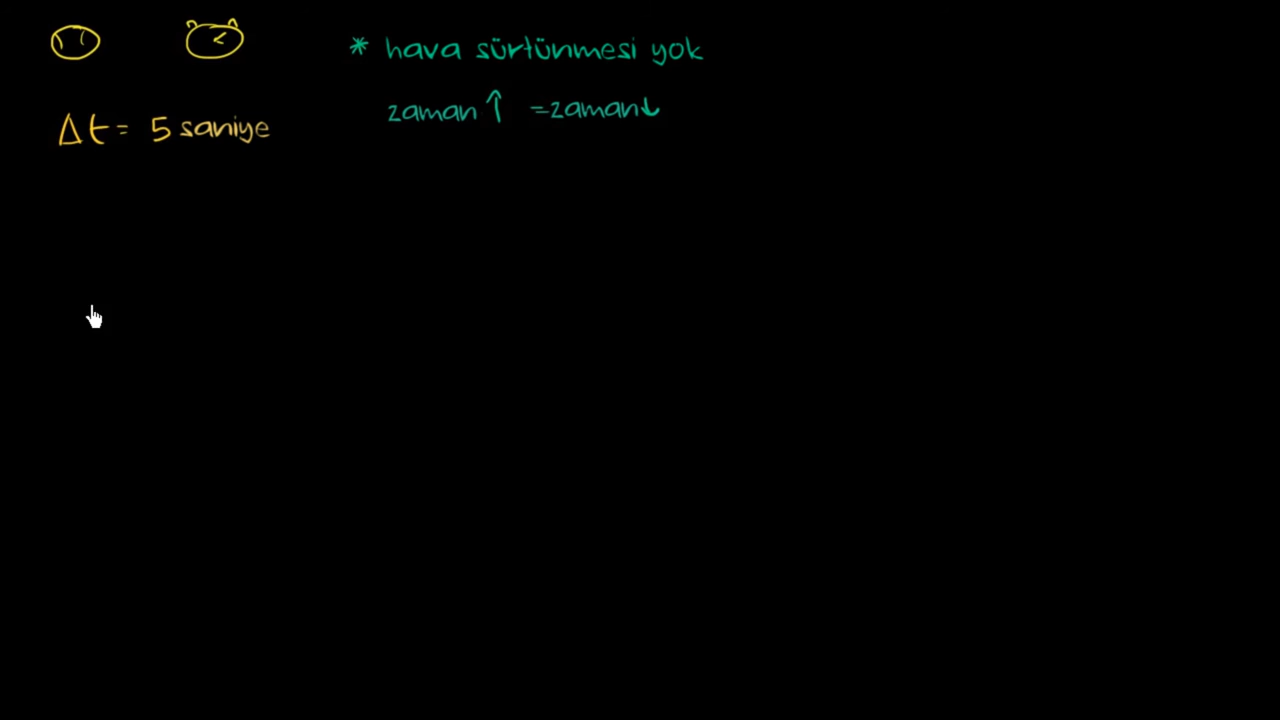 * hava sürtünmesi yok
zaman↑ =zaman↓
Δt= 5 saniye